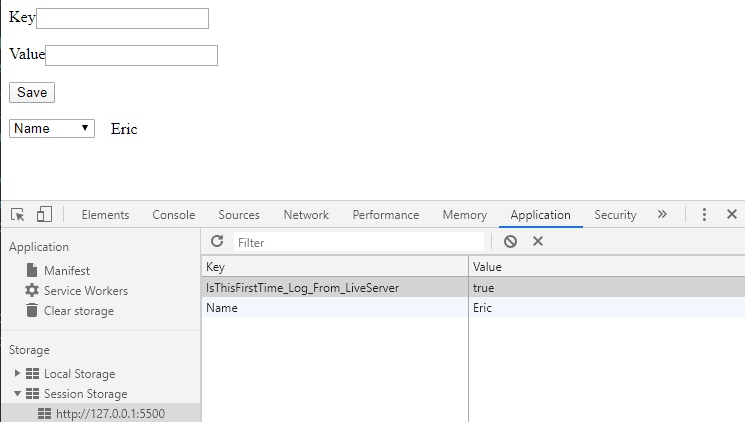 Key
Value
Save
Name Eric
Elements Console Sources Network Performance Memory Application Security »
Application Filter
Key Value
Manifest IsThisFirstTime_Log_From_LiveServer true
Service Workers Name Eric
Clear storage
Storage
Local Storage
Session Storage
http://127.0.0.1:5500